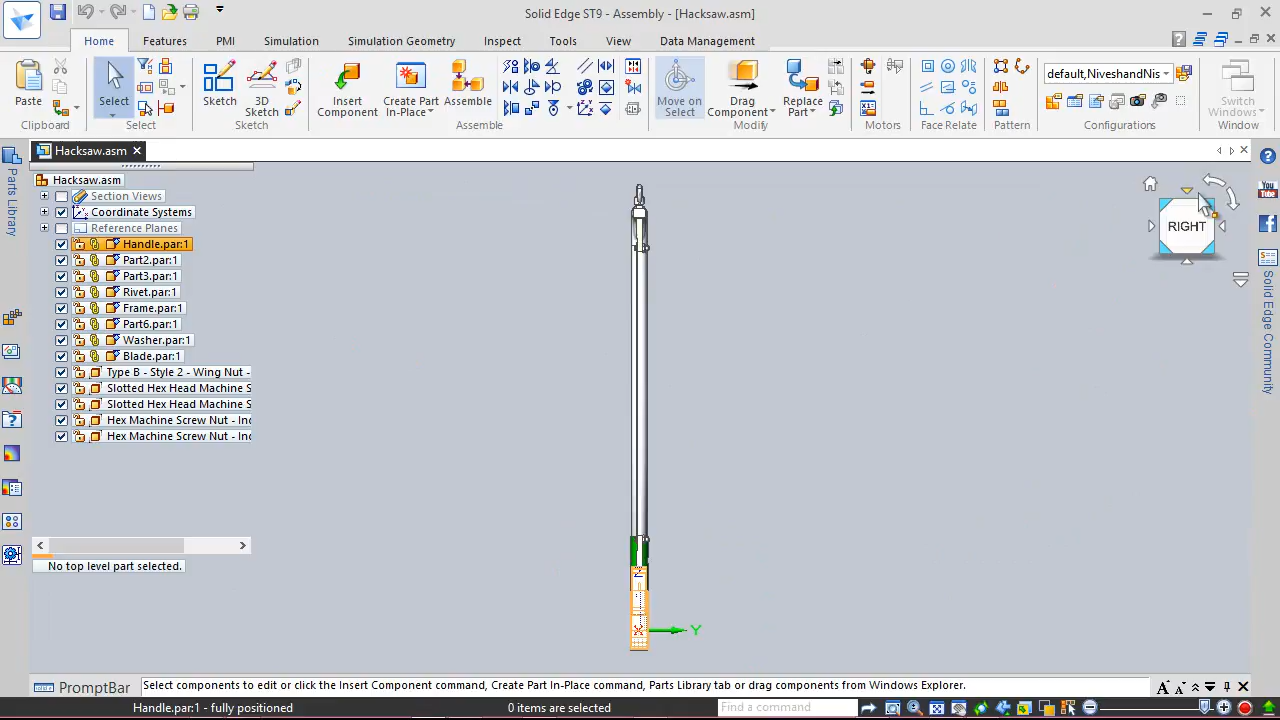 Solid Edge ST9 - Assembly - [Hacksaw.asm]
Home Features PMI Simulation Simulation Geometry Inspect Tools View Data Management
Paste
Clipboard
Select
Select
Sketch
3D Sketch
Sketch
Insert Component
Create Part In-Place
Assembly
Assemble
Move on Select
Drag Component
Replace Part
Modify
Motors
Face Relate
Pattern
default,NiveshandNis
Configurations
Switch Windows
Window
Hacksaw.asm
Parts Library
Hacksaw.asm
Section Views
Coordinate Systems
Reference Planes
Handle.par:1
Part2.par:1
Part3.par:1
Rivet.par:1
Frame.par:1
Part6.par:1
Washer.par:1
Blade.par:1
Type B - Style 2 - Wing Nut -
Slotted Hex Head Machine S
Slotted Hex Head Machine S
Hex Machine Screw Nut - Inc
Hex Machine Screw Nut - Inc
No top level part selected.
RIGHT
Z
X
Y
You Tube
Solid Edge Community
PromptBar
Select components to edit or click the Insert Component command, Create Part In-Place command, Parts Library tab or drag components from Windows Explorer.
Handle.par:1 - fully positioned
0 items are selected
Find a command